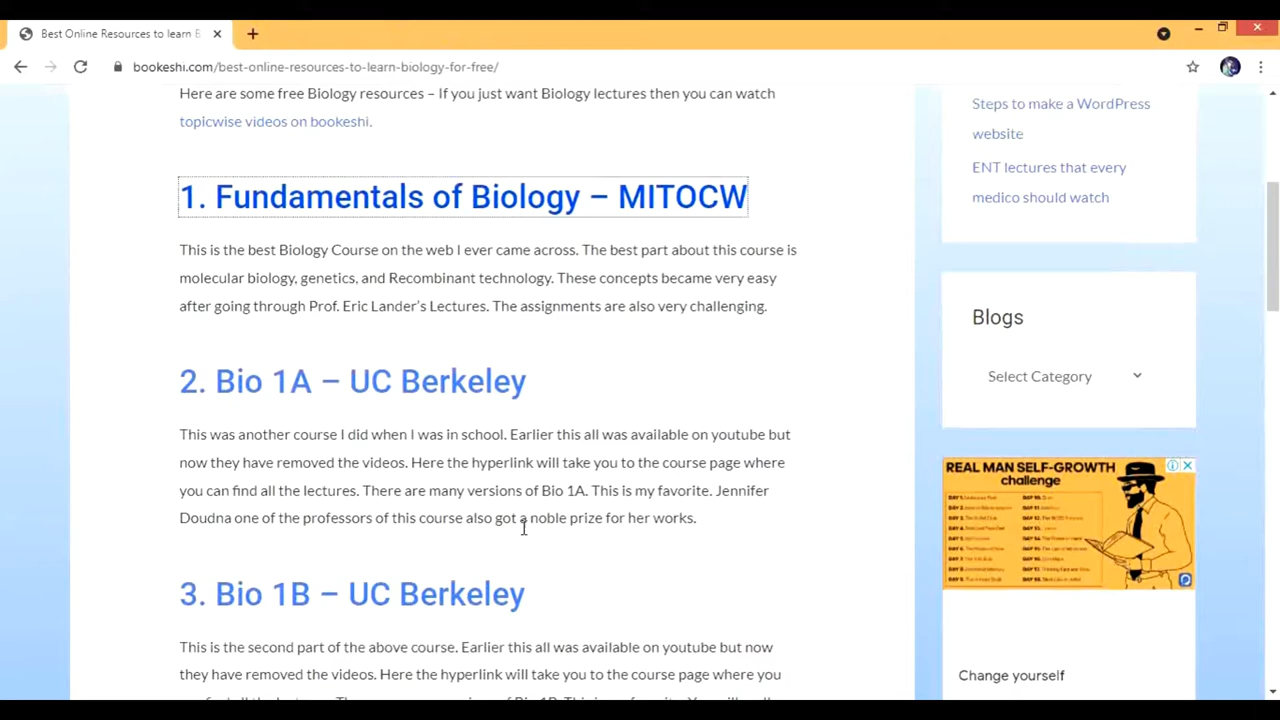 Best Online Resources to learn B
bookeshi.com/best-online-resources-to-learn-biology-for-free/
Here are some free Biology resources – If you just want Biology lectures then you can watch
topicwise videos on bookeshi.
1. Fundamentals of Biology – MITOCW
This is the best Biology Course on the web I ever came across. The best part about this course is
molecular biology, genetics, and Recombinant technology. These concepts became very easy
after going through Prof. Eric Lander's Lectures. The assignments are also very challenging.
2. Bio 1A – UC Berkeley
This was another course I did when I was in school. Earlier this all was available on youtube but
now they have removed the videos. Here the hyperlink will take you to the course page where
you can find all the lectures. There are many versions of Bio 1A. This is my favorite. Jennifer
Doudna one of the professors of this course also got a noble prize for her works.
3. Bio 1B – UC Berkeley
This is the second part of the above course. Earlier this all was available on youtube but now
they have removed the videos. Here the hyperlink will take you to the course page where you
Steps to make a WordPress
website
ENT lectures that every
medico should watch
Blogs
Select Category
REAL MAN SELF-GROWTH
challenge
Change yourself